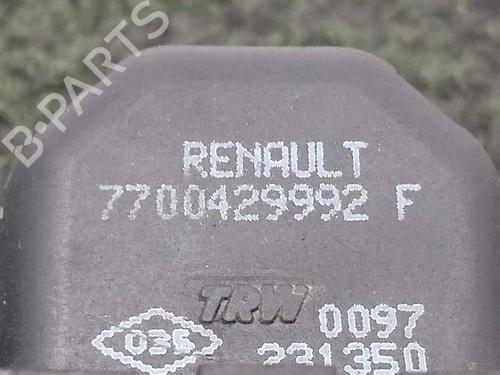 B-PARTS
RENAULT
7700429992 F
TRW
0097
035
231350